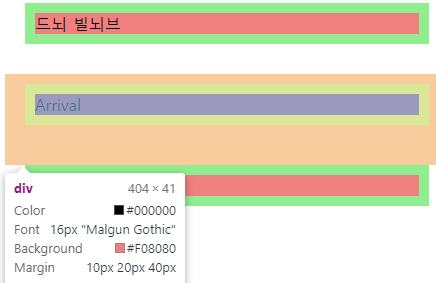 드뇌 빌뇌브
Arrival
div 404 × 41
Color #000000
Font 16px "Malgun Gothic"
Background #F08080
Margin 10px 20px 40px